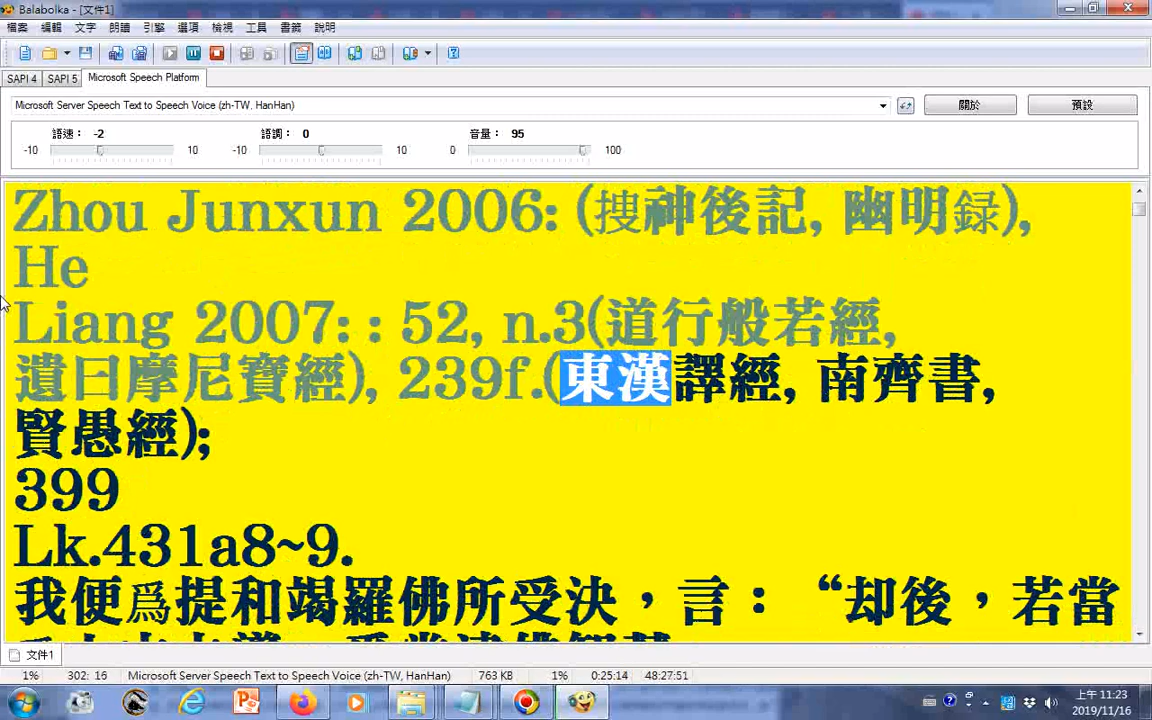 Balabolka - [文件1]
檔案 編輯 文字 朗讀 引擎 選項 檢視 工具 書籤 說明
SAPI 4 SAPI 5 Microsoft Speech Platform
Microsoft Server Speech Text to Speech Voice (zh-TW, HanHan) 關於 預設
語速： -2 語調： 0 音量： 95
-10 10 -10 10 0 100
Zhou Junxun 2006: (搜神後記, 幽明録),
He
Liang 2007: : 52, n.3(道行般若經,
遺曰摩尼寶經), 239f.(東漢譯經, 南齊書,
賢愚經);
399
Lk.431a8~9.
我便爲提和竭羅佛所受決，言：“却後，若當
文件1
1% 302: 16 Microsoft Server Speech Text to Speech Voice (zh-TW, HanHan) 763 KB 1% 0:25:14 48:27:51
上午 11:23
2019/11/16